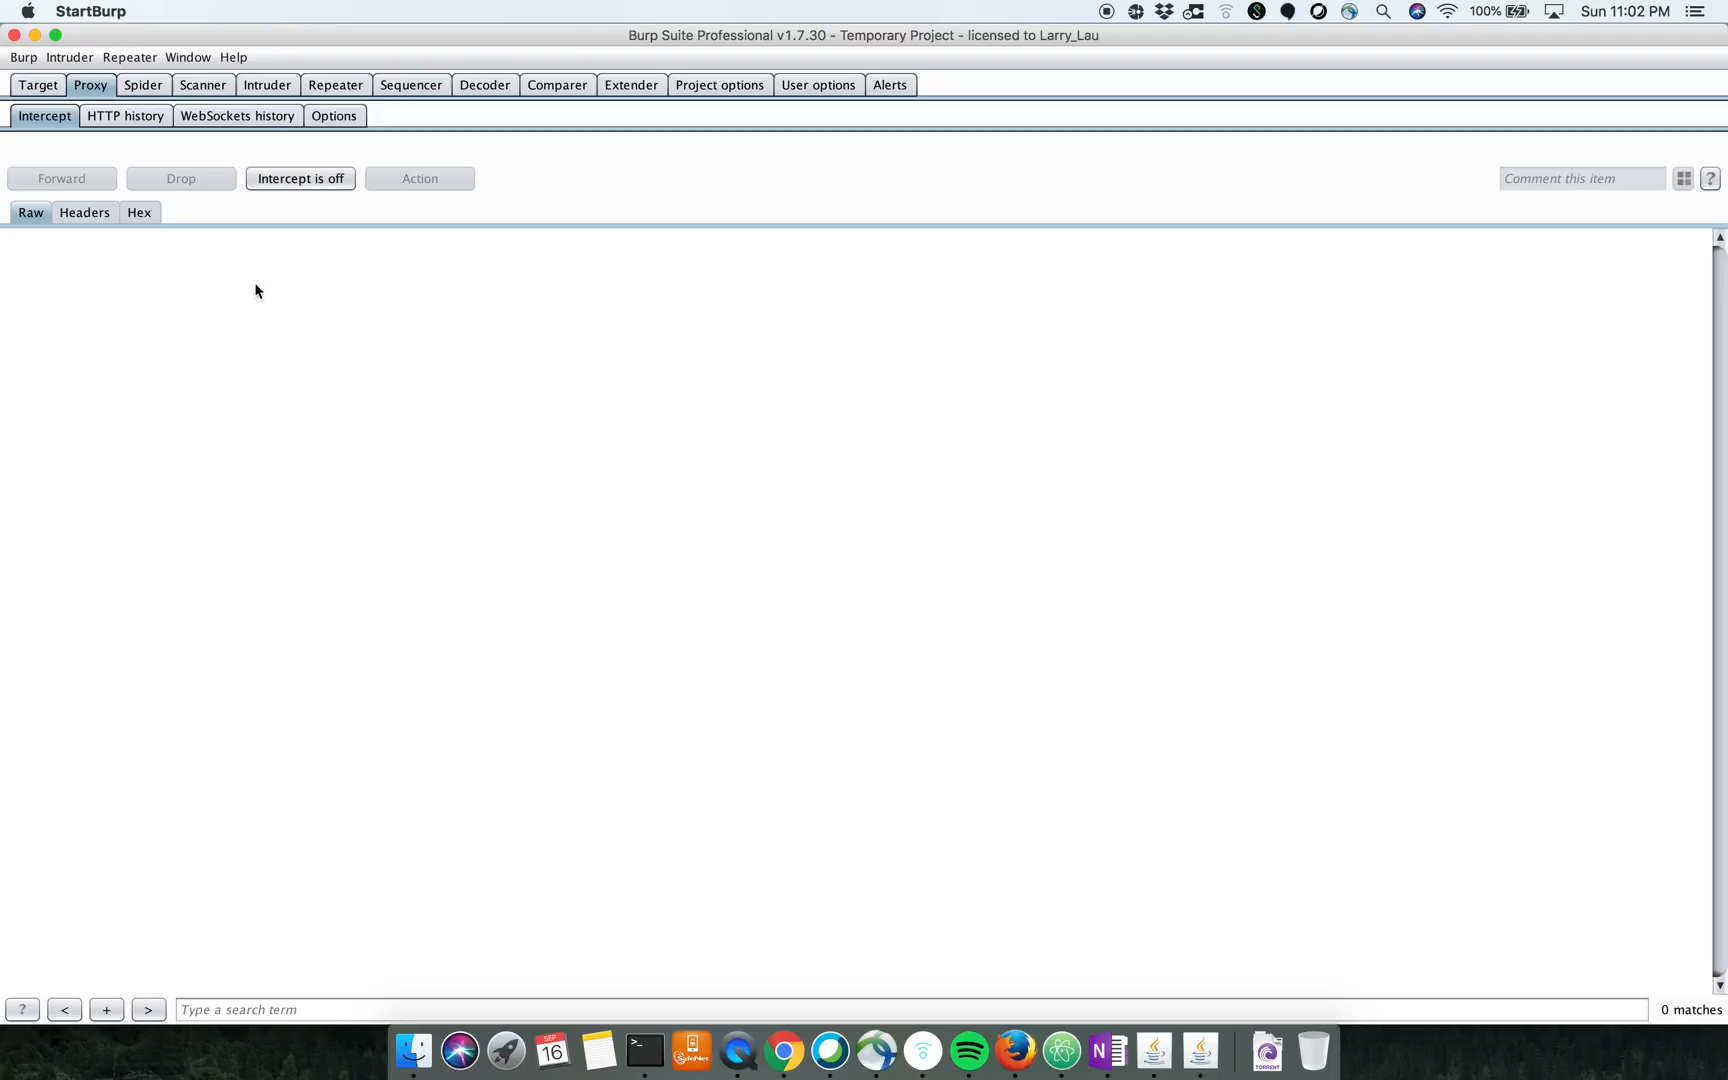 StartBurp
100%
Sun 11:02 PM
Burp Suite Professional v1.7.30 - Temporary Project - licensed to Larry_Lau
Burp Intruder Repeater Window Help
Target Proxy Spider Scanner Intruder Repeater Sequencer Decoder Comparer Extender Project options User options Alerts
Intercept HTTP history WebSockets history Options
Forward Drop Intercept is off Action Comment this item ?
Raw Headers Hex
? < + > Type a search term 0 matches
SEP
16
>_
SafeNet
N
TORRENT